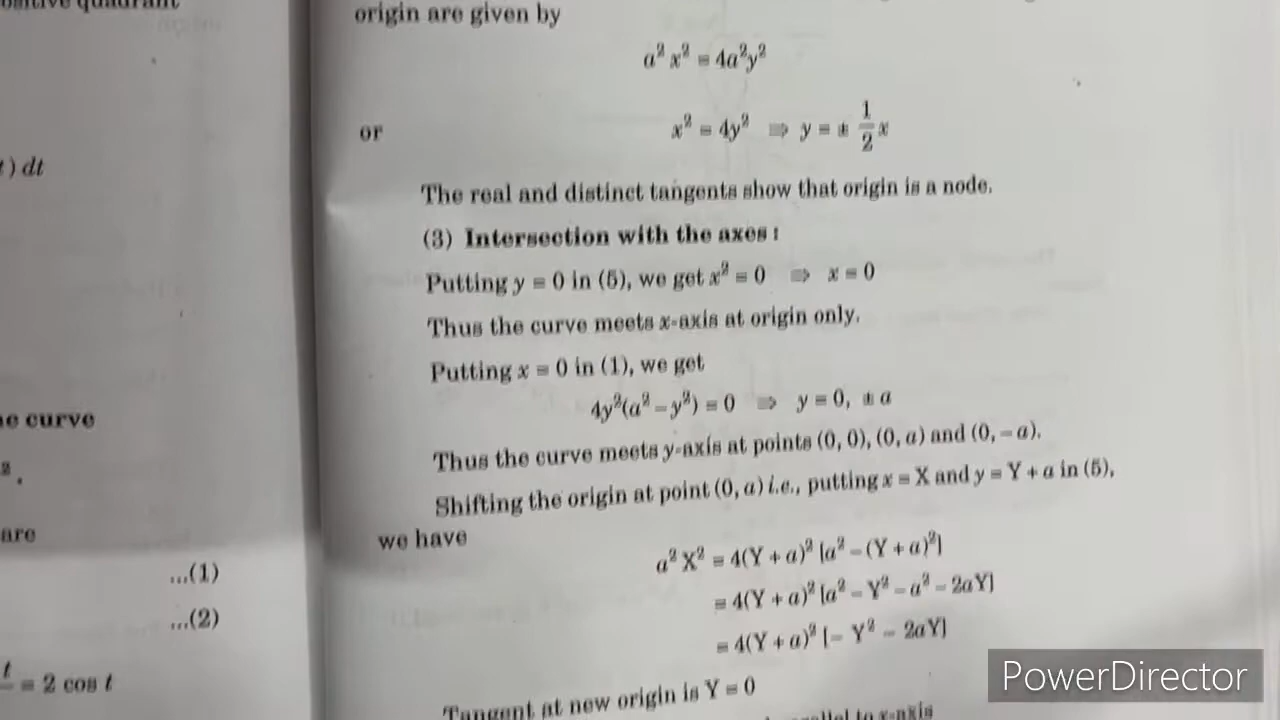 origin are given by
a² x² = 4a²y²
or x² = 4y² ⇒ y = ± 1/2 x
The real and distinct tangents show that origin is a node.
(3) Intersection with the axes :
Putting y = 0 in (5), we get x² = 0 ⇒ x = 0
Thus the curve meets x-axis at origin only.
Putting x = 0 in (1), we get
4y²(a² – y²) = 0 ⇒ y = 0, ± a
Thus the curve meets y-axis at points (0, 0), (0, a) and (0, – a).
Shifting the origin at point (0, a) i.e., putting x = X and y = Y + a in (5),
we have
a² X² = 4(Y + a)² [a² – (Y + a)²]
= 4(Y + a)² [a² – Y² – a² – 2aY]
= 4(Y + a)² [– Y² – 2aY]
Tangent at new origin is Y = 0
to x-axis
t) dt
curve
are
...(1)
...(2)
= 2 cos t
PowerDirector